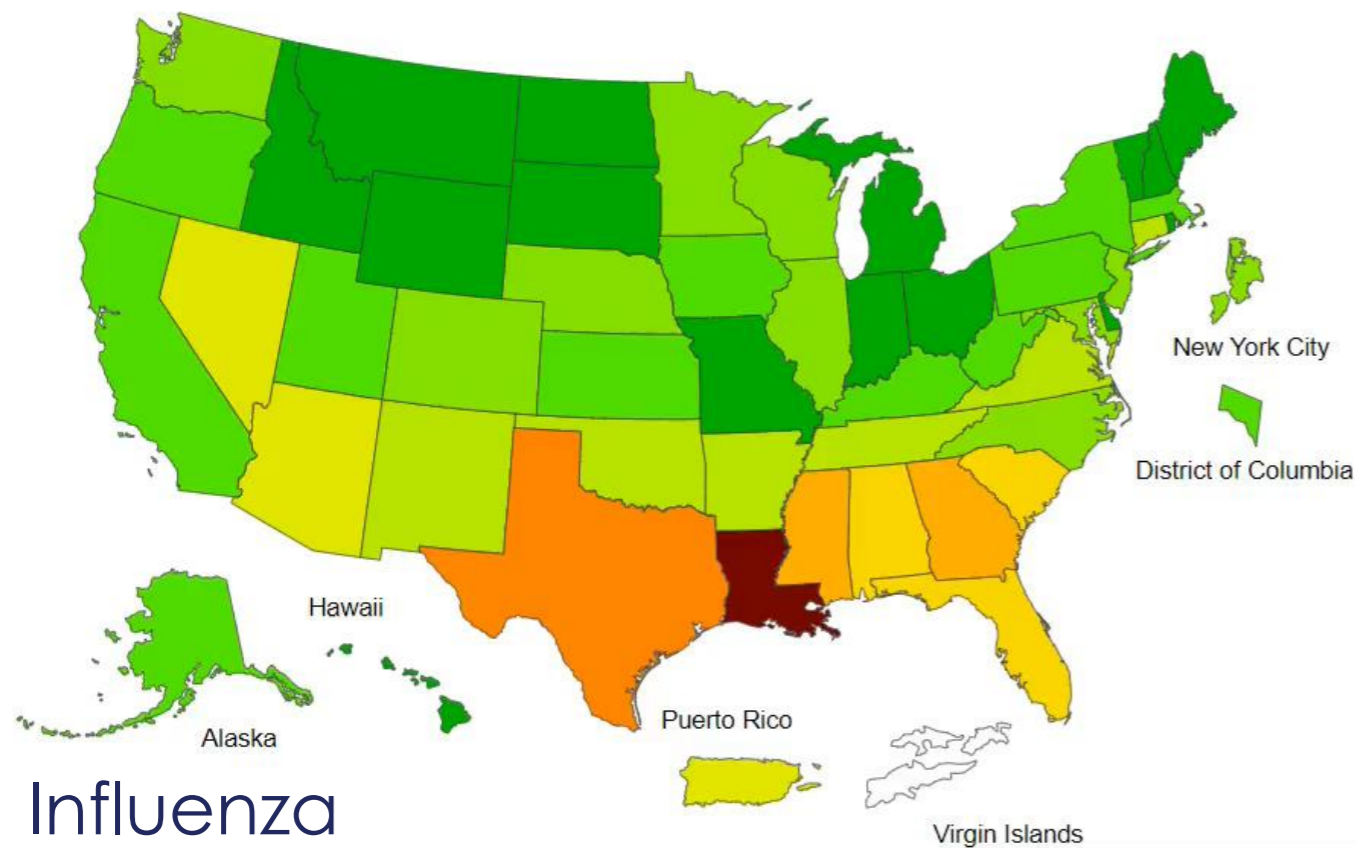 New York City
District of Columbia
Hawaii
Alaska
Puerto Rico
Virgin Islands
Influenza